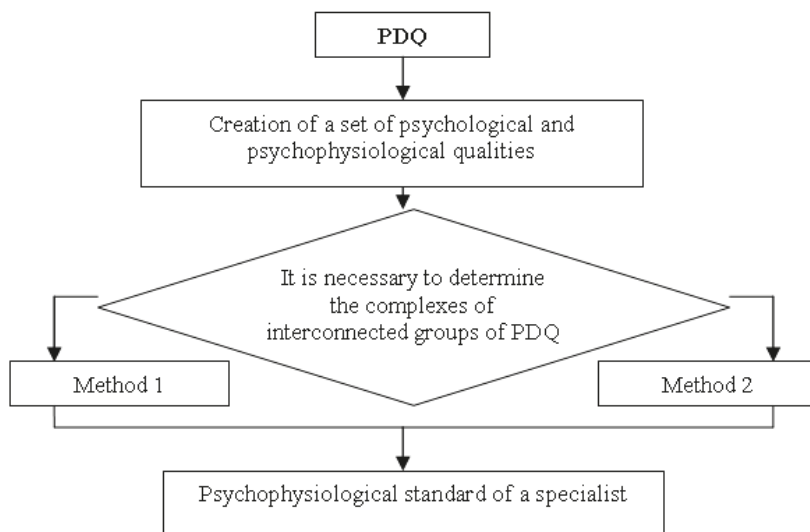 PDQ
Creation of a set of psychological and
psychophysiological qualities
It is necessary to determine
the complexes of
interconnected groups of PDQ
Method 1
Method 2
Psychophysiological standard of a specialist